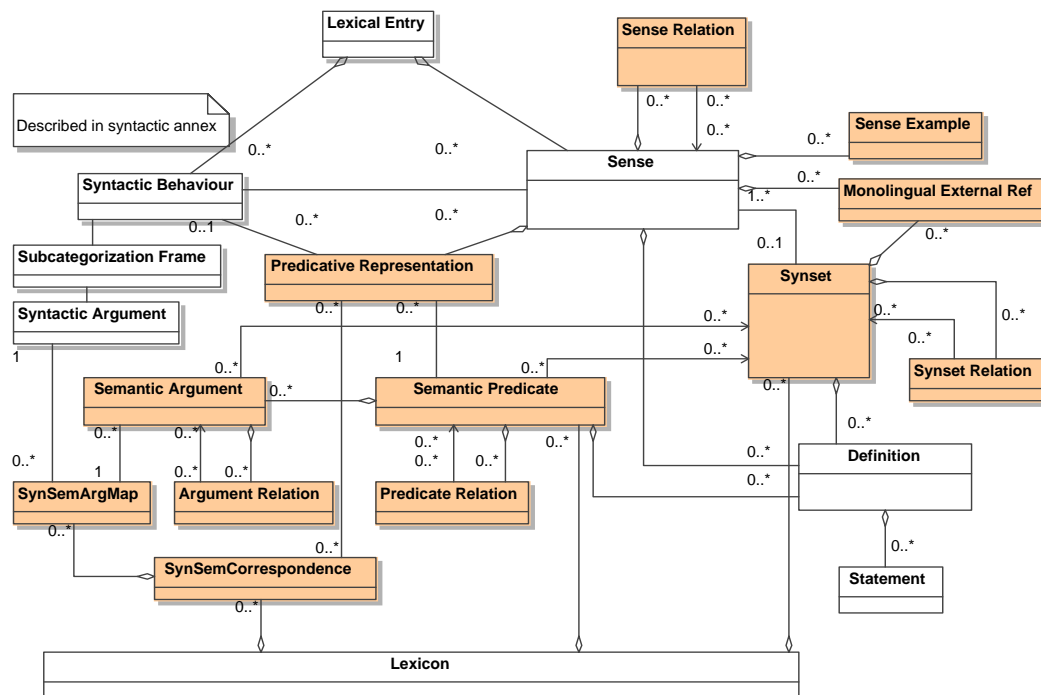 Lexical Entry
Sense Relation
0..*
0..*
Described in syntactic annex
Sense Example
0..*
0..*
0..*
0..*
Sense
Syntactic Behaviour
0..*
Monolingual External Ref
1..*
0..1
0..*
0..*
0..*
0..1
Subcategorization Frame
Predicative Representation
Synset
0..*
0..*
0..*
Syntactic Argument
0..*
0..*
1
1
0..*
0..*
0..*
0..*
Semantic Argument
0..*
Semantic Predicate
0..*
Synset Relation
0..*
0..*
0..*
0..*
0..*
0..*
0..*
1
0..*
0..*
0..*
0..*
Definition
0..*
SynSemArgMap
Argument Relation
Predicate Relation
0..*
0..*
0..*
SynSemCorrespondence
Statement
0..*
Lexicon